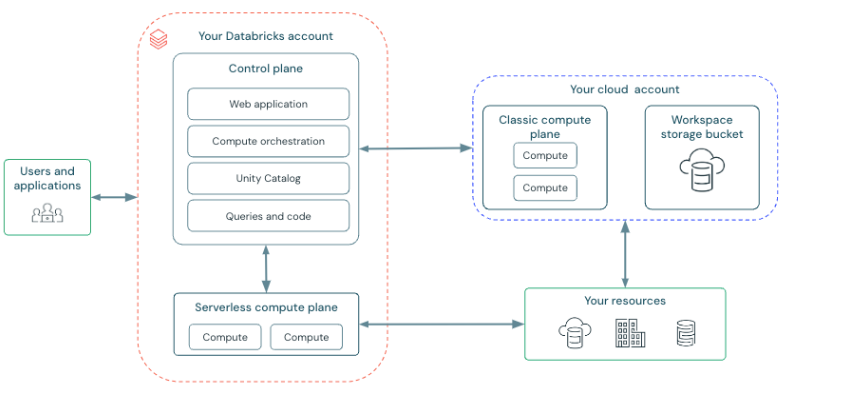 Your Databricks account
Control plane
Web application
Compute orchestration
Unity Catalog
Queries and code
Users and
applications
Serverless compute plane
Compute
Compute
Your cloud account
Classic compute
plane
Compute
Compute
Workspace
storage bucket
Your resources